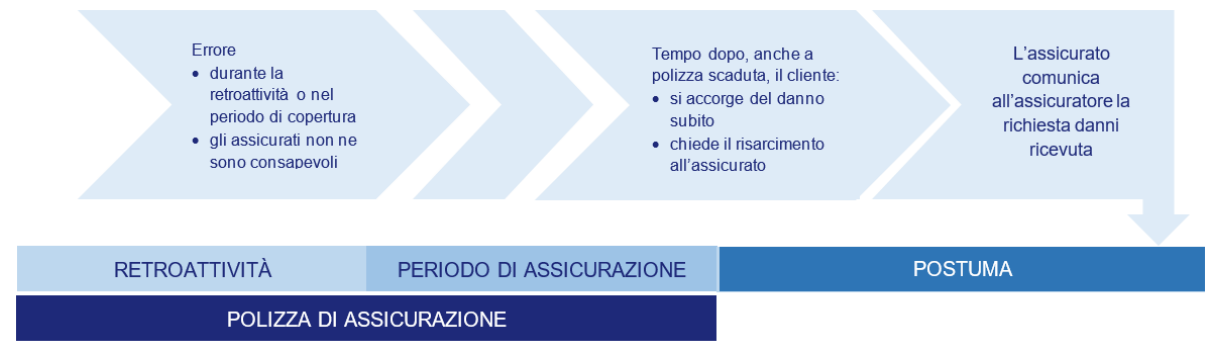 Errore
• durante la
retroattività o nel
periodo di copertura
• gli assicurati non ne
sono consapevoli
Tempo dopo, anche a
polizza scaduta, il cliente:
• si accorge del danno
subito
• chiede il risarcimento
all'assicurato
L'assicurato
comunica
all'assicuratore la
richiesta danni
ricevuta
RETROATTIVITÀ
PERIODO DI ASSICURAZIONE
POSTUMA
POLIZZA DI ASSICURAZIONE